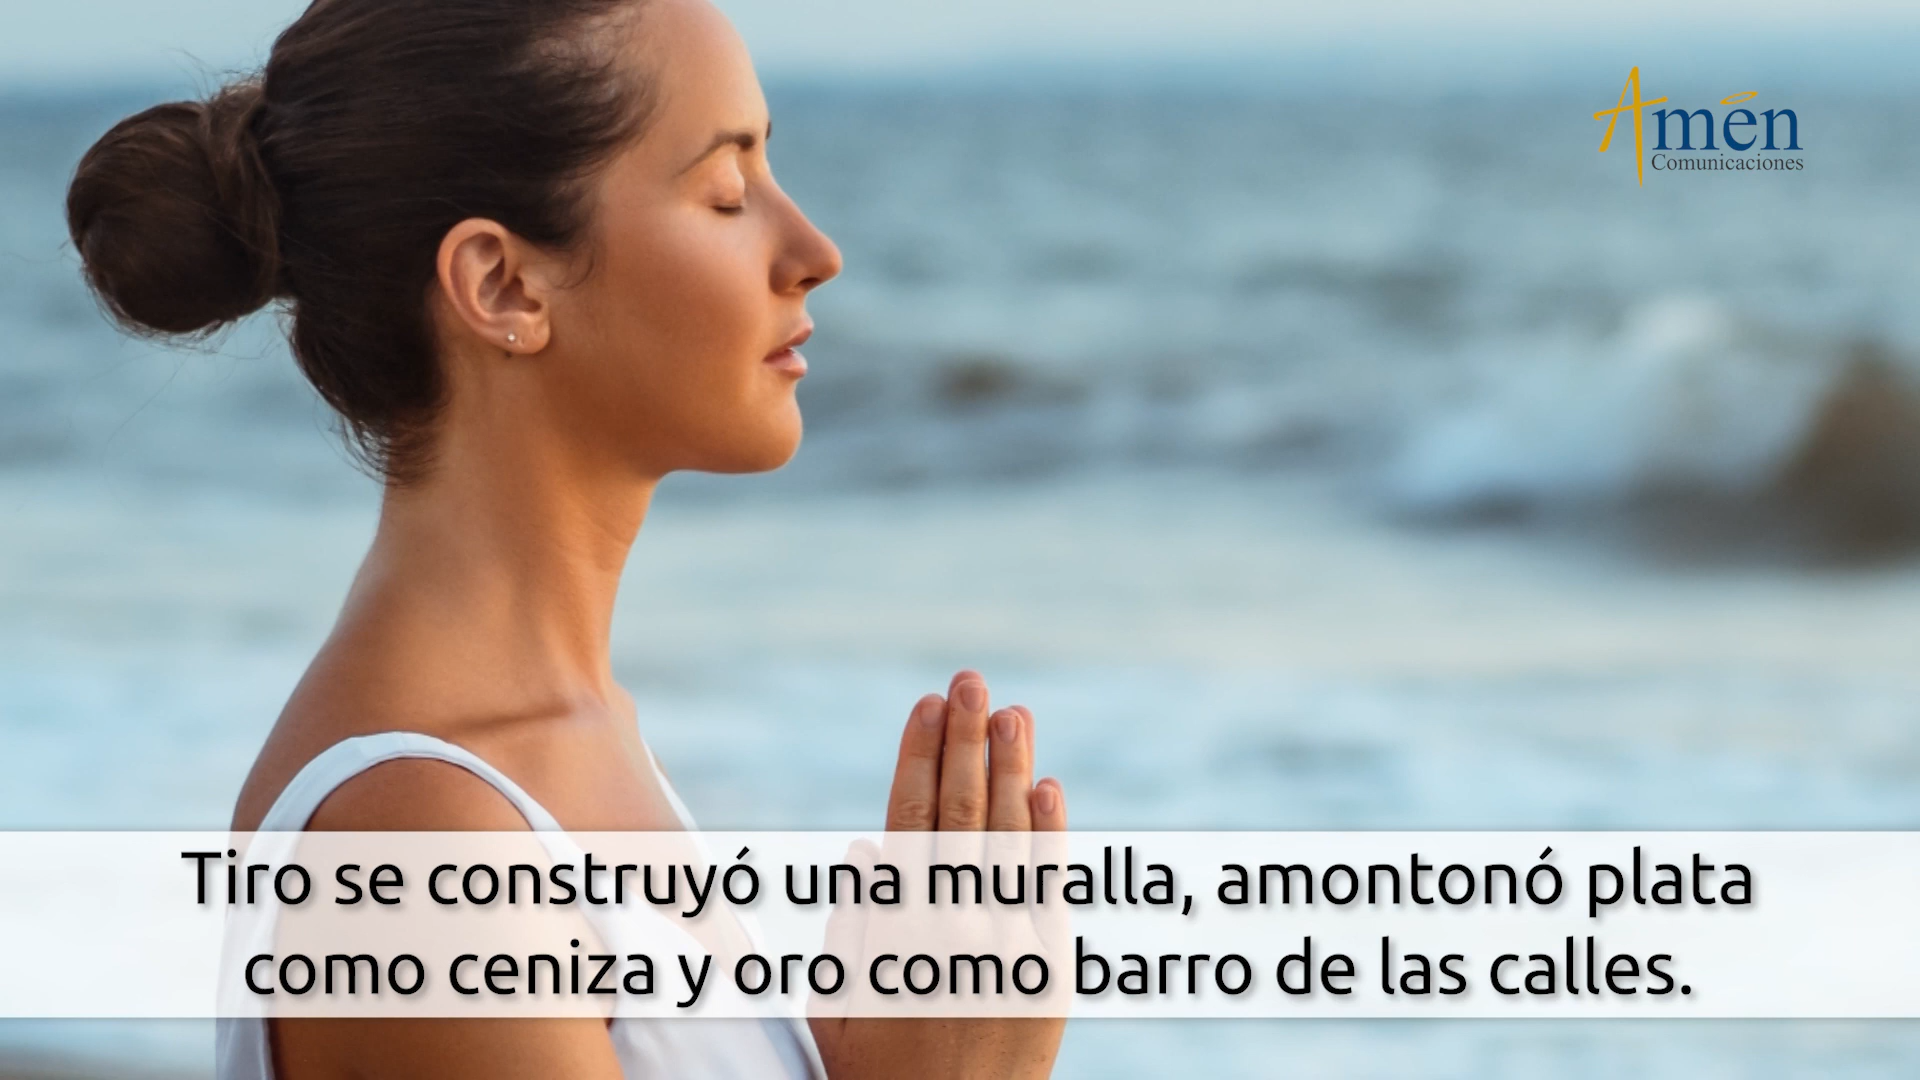 Amén
Comunicaciones
Tiro se construyó una muralla, amontonó plata
como ceniza y oro como barro de las calles.